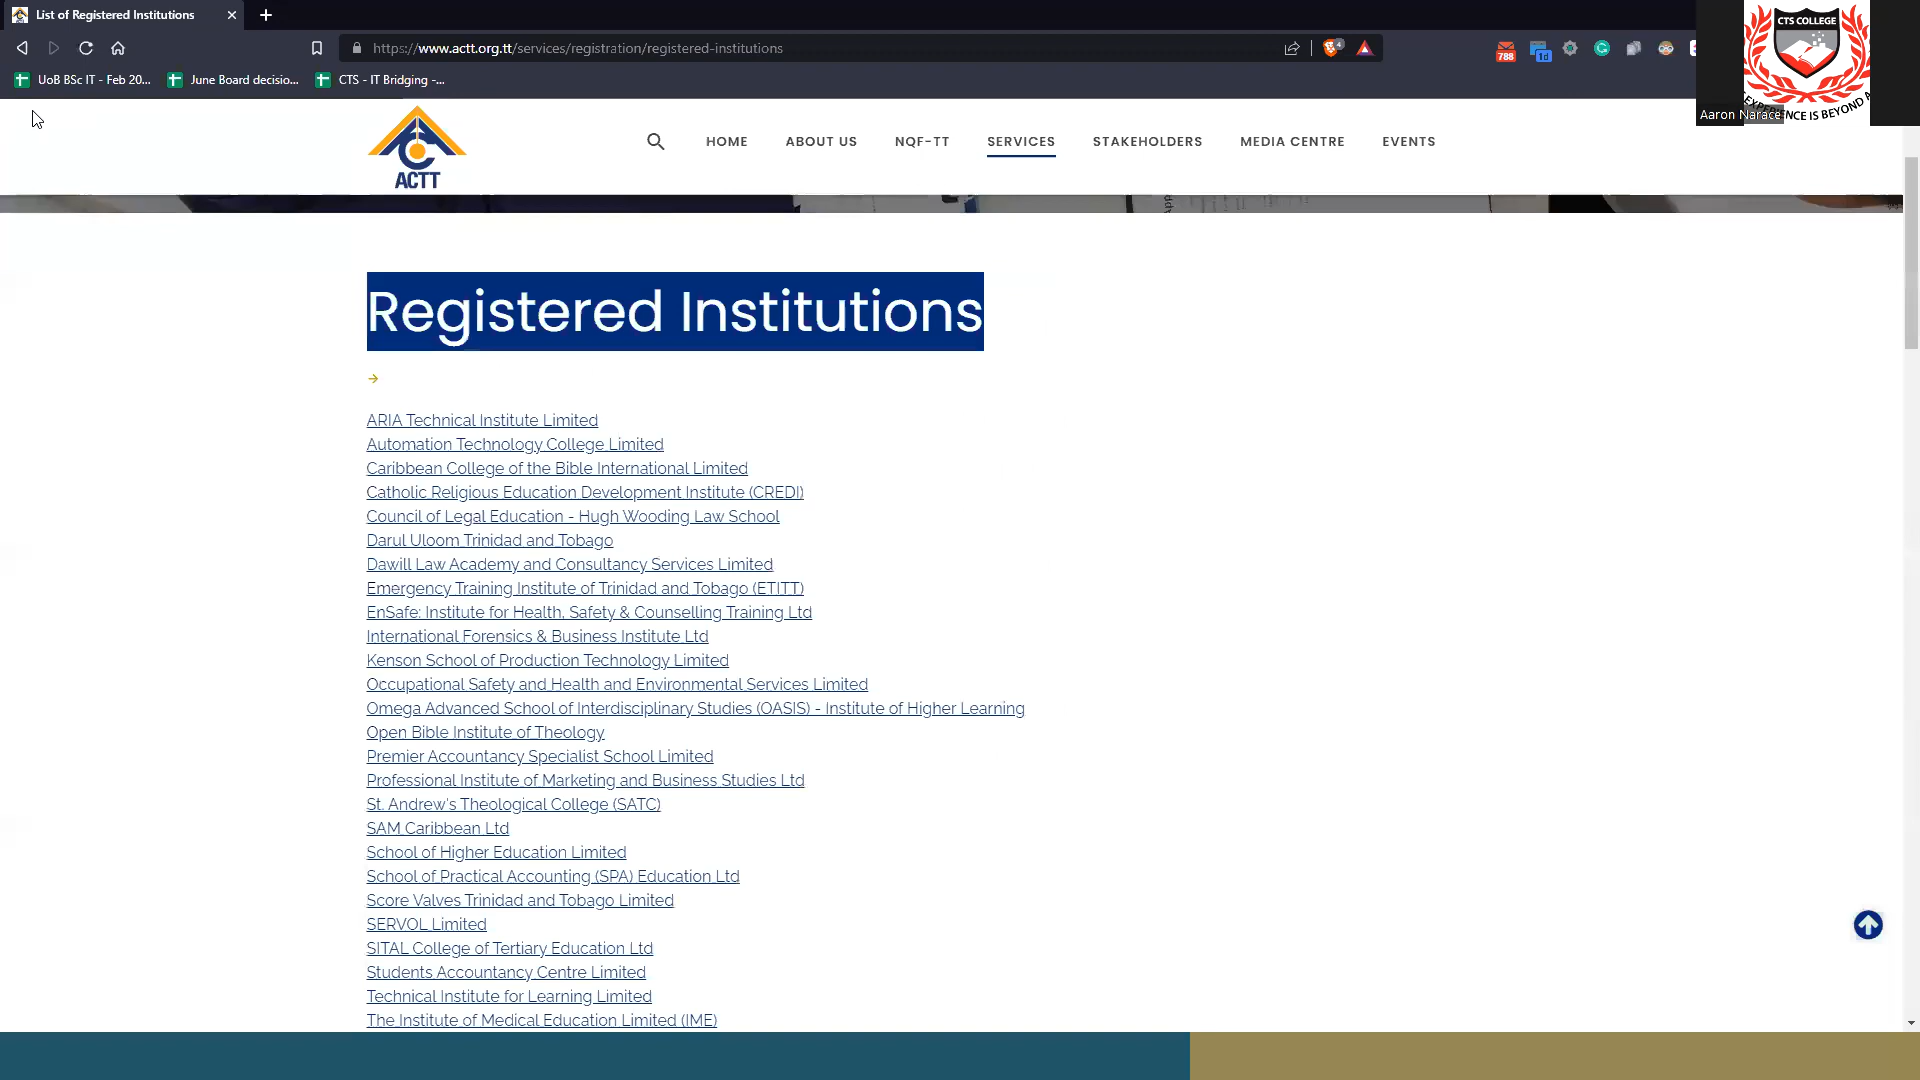 List of Registered Institutions
https://www.actt.org.tt/services/registration/registered-institutions
4
788
1d
UoB BSc IT - Feb 20...
June Board decisio...
CTS - IT Bridging -...
CTS COLLEGE
EXPERIENCE IS BEYOND A
Aaron Narace
ACTT
HOME
ABOUT US
NQF-TT
SERVICES
STAKEHOLDERS
MEDIA CENTRE
EVENTS
Registered Institutions
ARIA Technical Institute Limited
Automation Technology College Limited
Caribbean College of the Bible International Limited
Catholic Religious Education Development Institute (CREDI)
Council of Legal Education - Hugh Wooding Law School
Darul Uloom Trinidad and Tobago
Dawill Law Academy and Consultancy Services Limited
Emergency Training Institute of Trinidad and Tobago (ETITT)
EnSafe: Institute for Health, Safety & Counselling Training Ltd
International Forensics & Business Institute Ltd
Kenson School of Production Technology Limited
Occupational Safety and Health and Environmental Services Limited
Omega Advanced School of Interdisciplinary Studies (OASIS) - Institute of Higher Learning
Open Bible Institute of Theology
Premier Accountancy Specialist School Limited
Professional Institute of Marketing and Business Studies Ltd
St. Andrew's Theological College (SATC)
SAM Caribbean Ltd
School of Higher Education Limited
School of Practical Accounting (SPA) Education Ltd
Score Valves Trinidad and Tobago Limited
SERVOL Limited
SITAL College of Tertiary Education Ltd
Students Accountancy Centre Limited
Technical Institute for Learning Limited
The Institute of Medical Education Limited (IME)